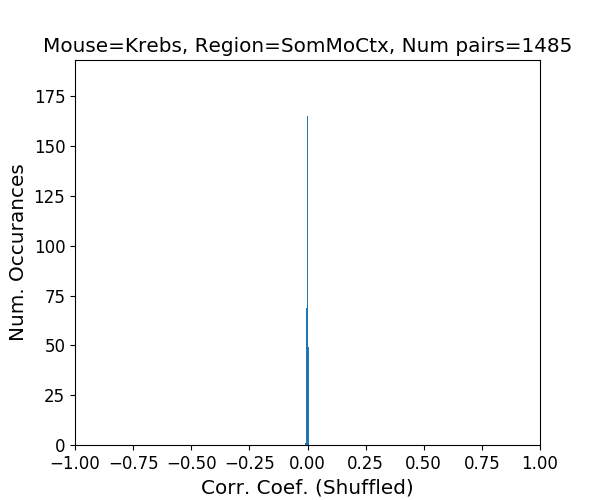 Mouse=Krebs, Region=SomMoCtx, Num pairs=1485
Num. Occurances
175
150
125
100
75
50
25
0
−1.00 −0.75 −0.50 −0.25 0.00 0.25 0.50 0.75 1.00
Corr. Coef. (Shuffled)